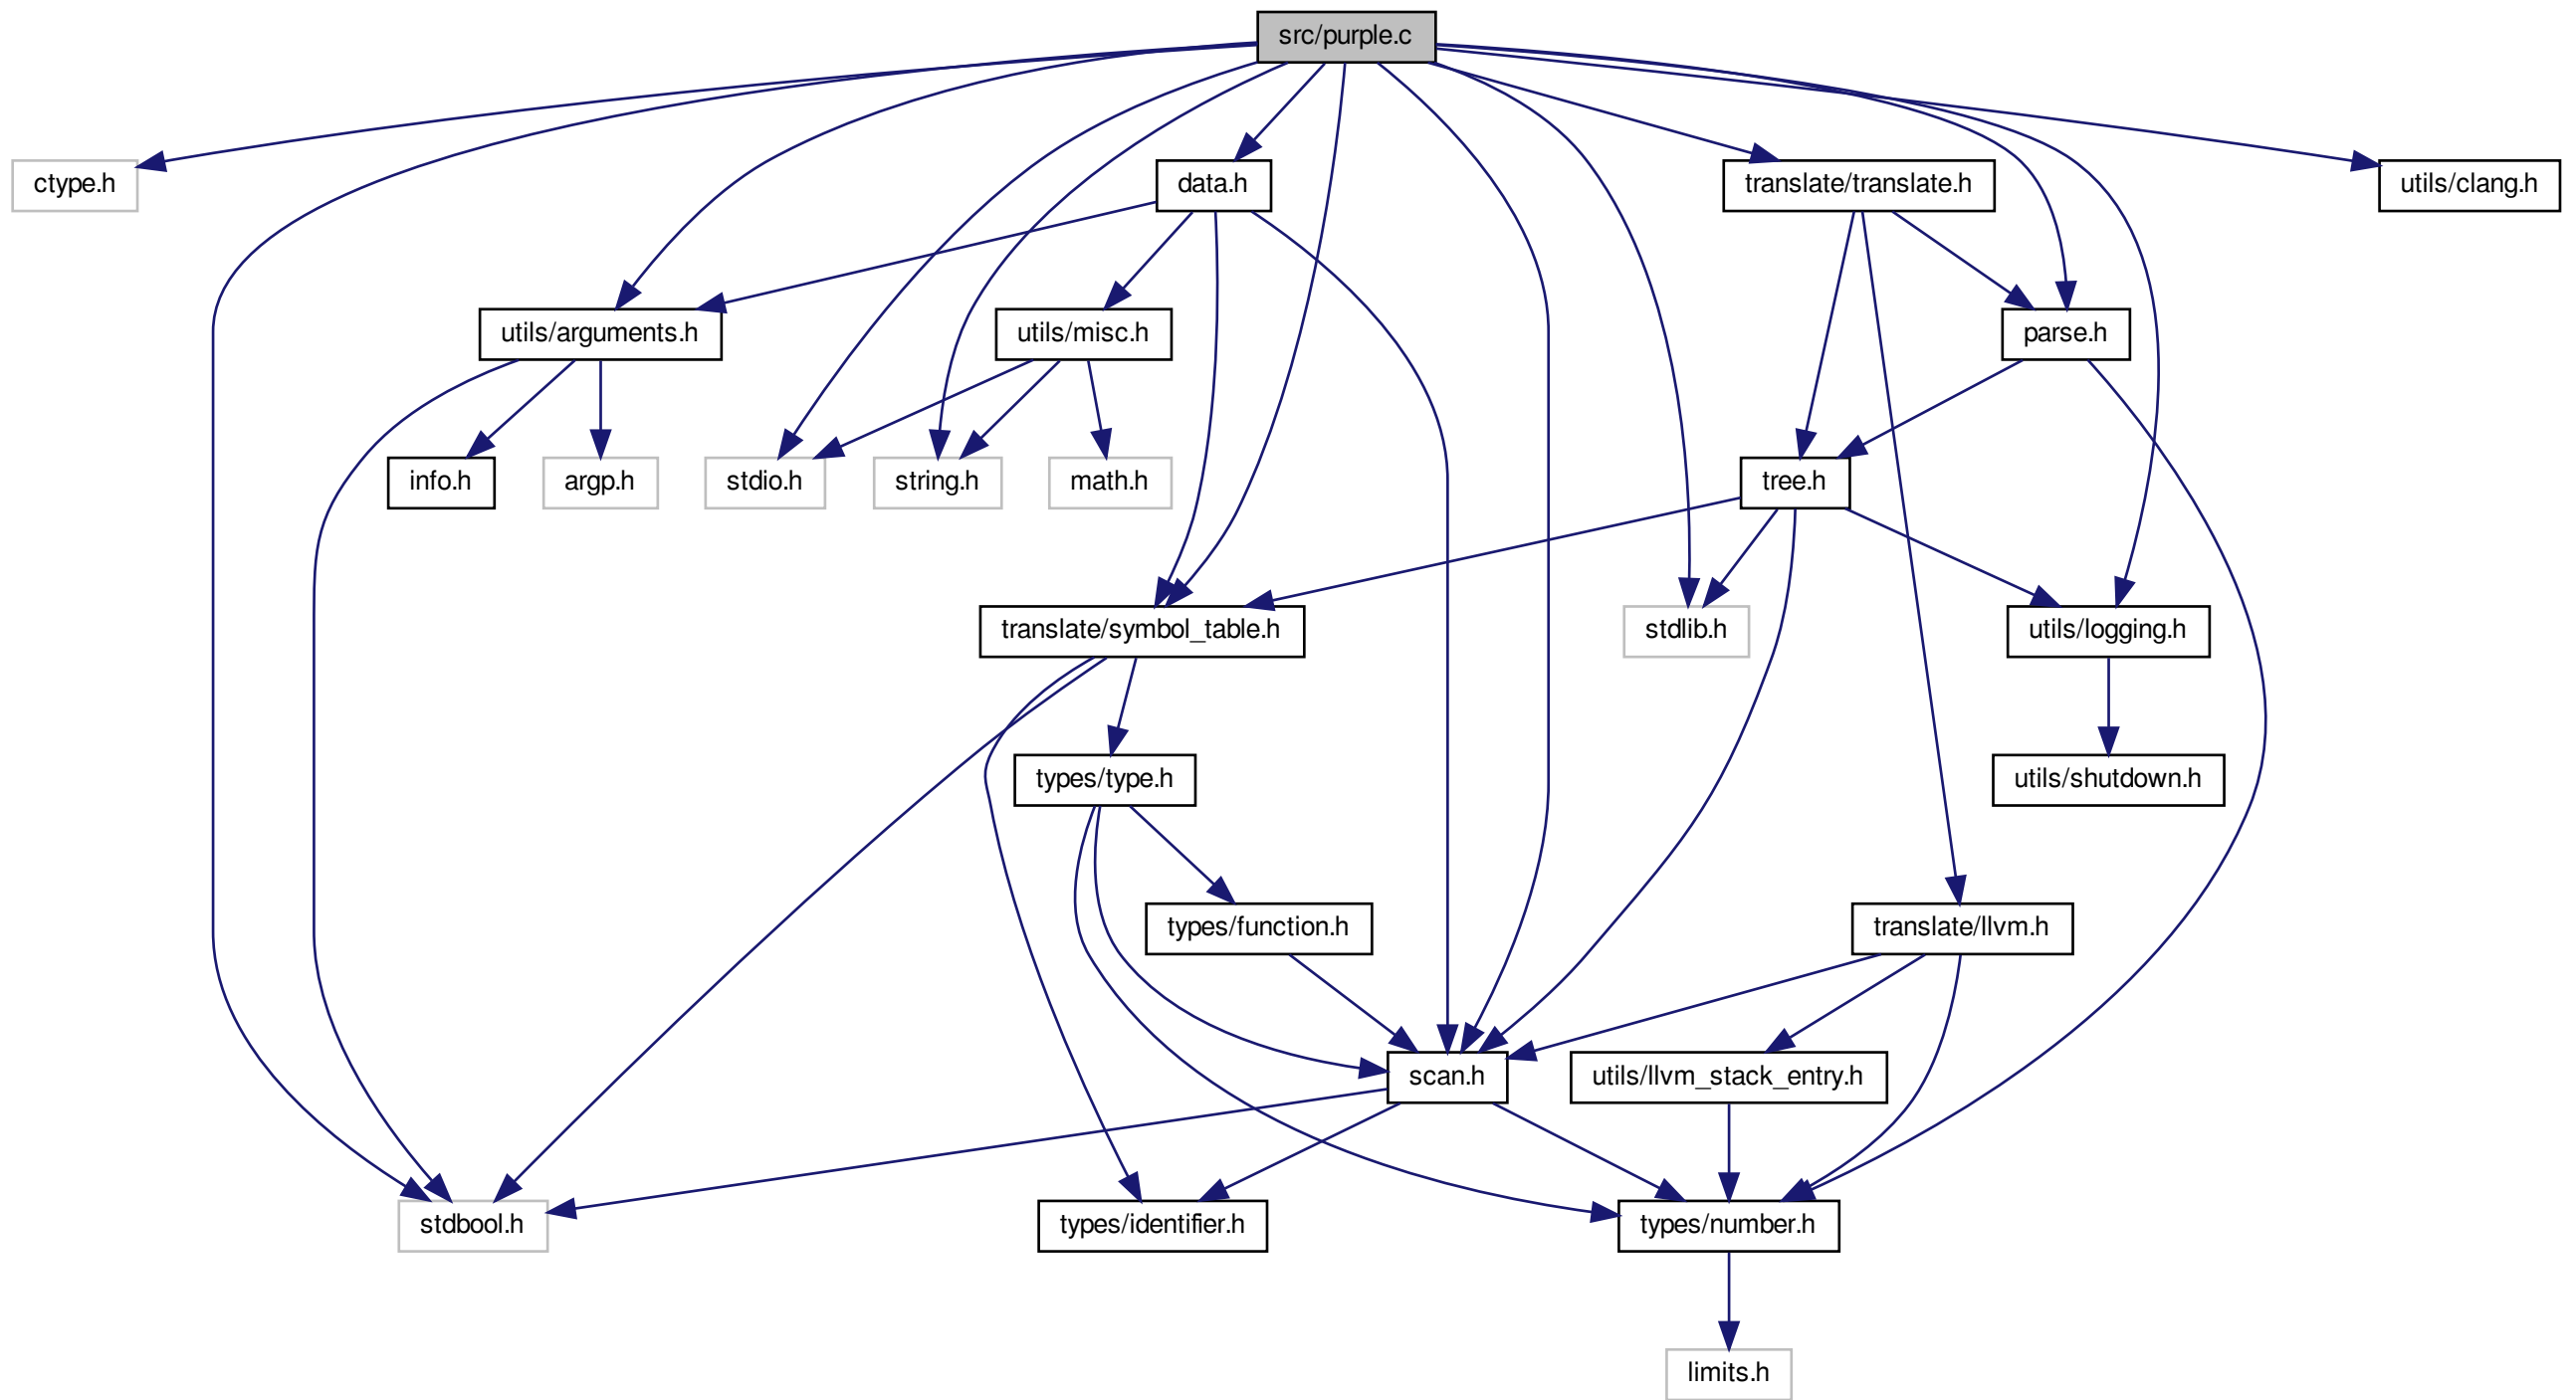 src/purple.c
ctype.h
data.h
translate/translate.h
utils/clang.h
utils/arguments.h
utils/misc.h
parse.h
info.h
argp.h
stdio.h
string.h
math.h
tree.h
translate/symbol_table.h
stdlib.h
utils/logging.h
types/type.h
utils/shutdown.h
types/function.h
translate/llvm.h
scan.h
utils/llvm_stack_entry.h
stdbool.h
types/identifier.h
types/number.h
limits.h